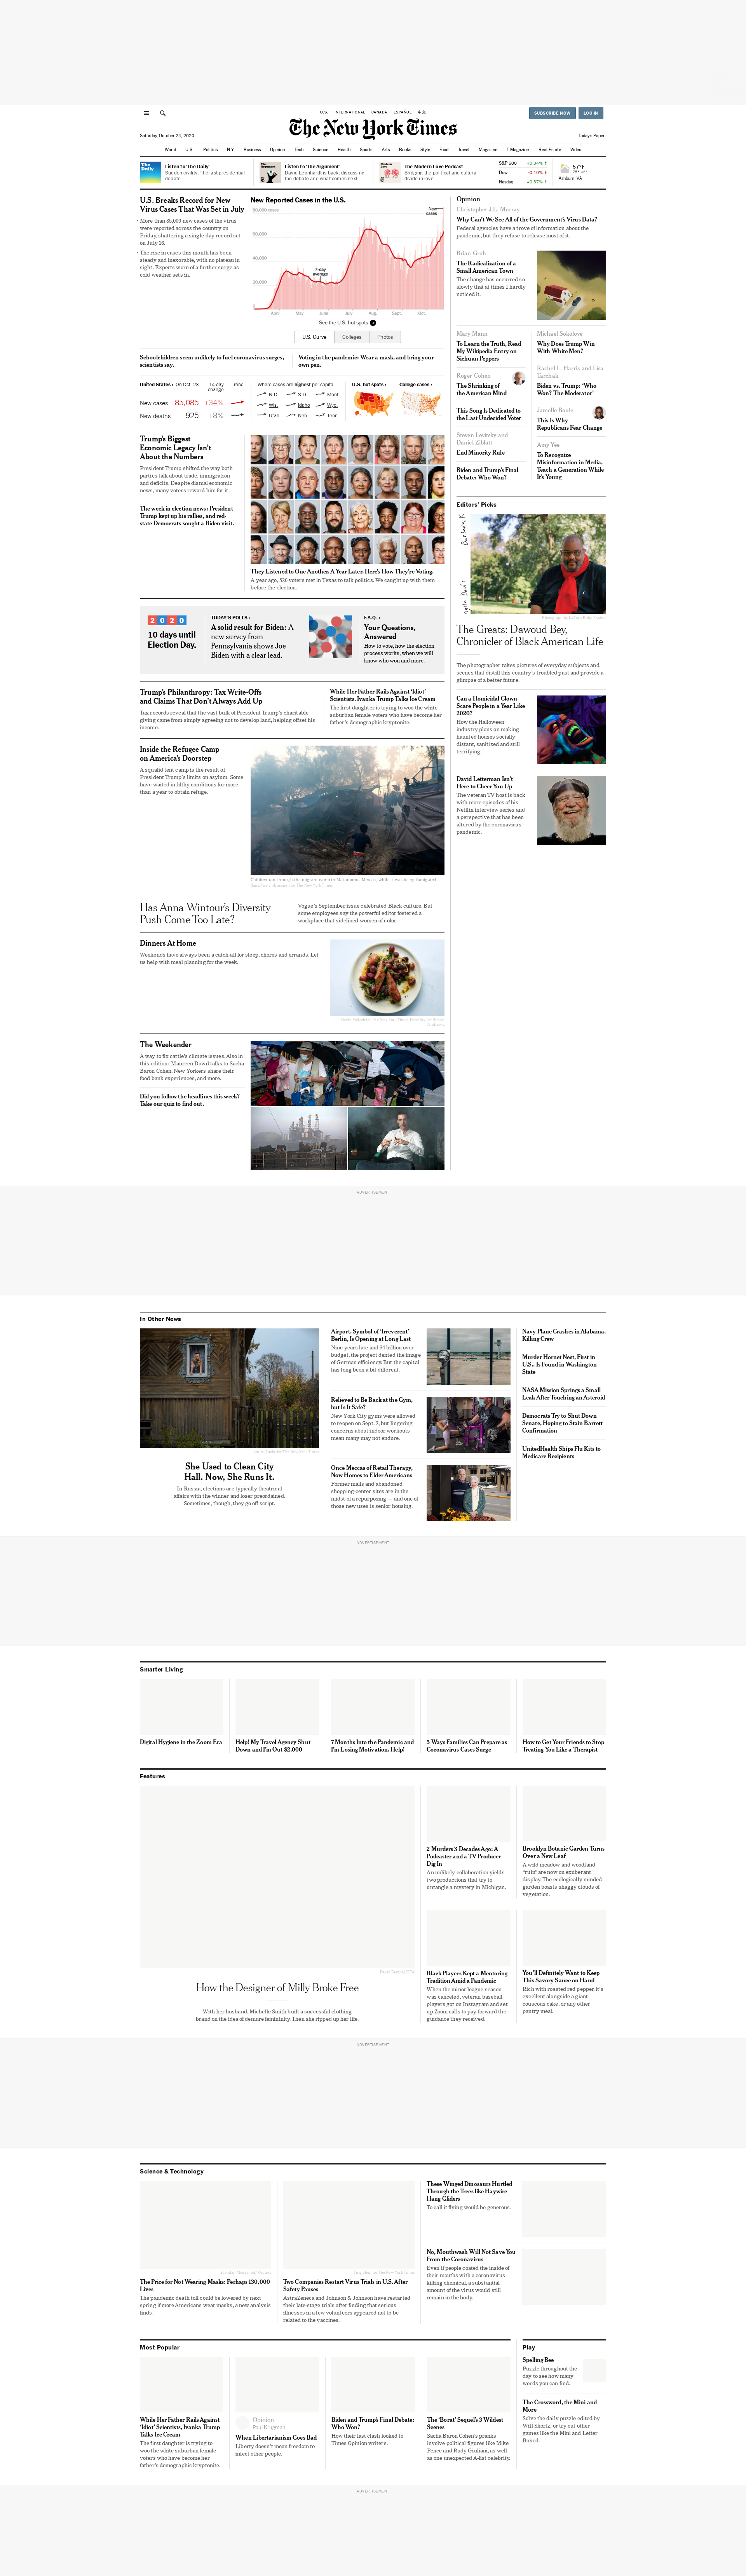 U.S.
INTERNATIONAL
CANADA
ESPAÑOL
中文
SUBSCRIBE NOW
LOG IN
The New York Times
Saturday, October 24, 2020
Today's Paper
World U.S. Politics N.Y. Business Opinion Tech Science Health Sports Arts Books Style Food Travel Magazine T Magazine Real Estate Video
Listen to 'The Daily'
Sudden civility: The last presidential
debate.
Listen to 'The Argument'
David Leonhardt is back, discussing
the debate and what comes next.
The Modern Love Podcast
Bridging the political and cultural
divide in love.
S&P 500 +0.34%
Dow -0.10%
Nasdaq +0.37%
57°F
Ashburn, VA
U.S. Breaks Record for New
Virus Cases That Was Set in July
More than 85,000 new cases of the virus
were reported across the country on
Friday, shattering a single-day record set
on July 16.
The rise in cases this month has been
steady and inexorable, with no plateau in
sight. Experts warn of a further surge as
cold weather sets in.
New Reported Cases in the U.S.
80,000 cases
60,000
40,000
20,000
0
New
cases
7-day
average
April May June July Aug. Sept. Oct.
See the U.S. hot spots
U.S. Curve
Colleges
Photos
Schoolchildren seem unlikely to fuel coronavirus surges,
scientists say.
Voting in the pandemic: Wear a mask, and bring your
own pen.
United States › On Oct. 23
14-day
change
Trend
New cases 85,085 +34%
New deaths 925 +8%
Where cases are highest per capita
N.D. S.D. Mont.
Wis. Idaho Wyo.
Utah Neb. Tenn.
U.S. hot spots ›
College cases ›
Trump's Biggest
Economic Legacy Isn't
About the Numbers
President Trump shifted the way both
parties talk about trade, immigration
and deficits. Despite dismal economic
news, many voters reward him for it.
The week in election news: President
Trump kept up his rallies, and red-
state Democrats sought a Biden visit.
They Listened to One Another. A Year Later, Here's How They're Voting.
A year ago, 526 voters met in Texas to talk politics. We caught up with them
before the election.
2020
10 days until
Election Day.
TODAY'S POLLS ›
A solid result for Biden: A
new survey from
Pennsylvania shows Joe
Biden with a clear lead.
F.A.Q. ›
Your Questions,
Answered
How to vote, how the election
process works, when we will
know who won and more.
Trump's Philanthropy: Tax Write-Offs
and Claims That Don't Always Add Up
Tax records reveal that the vast bulk of President Trump's charitable
giving came from simply agreeing not to develop land, helping offset his
income.
While Her Father Rails Against 'Idiot'
Scientists, Ivanka Trump Talks Ice Cream
The first daughter is trying to woo the white
suburban female voters who have become her
father's demographic kryptonite.
Inside the Refugee Camp
on America's Doorstep
A squalid tent camp is the result of
President Trump's limits on asylum. Some
have waited in filthy conditions for more
than a year to obtain refuge.
Children ran through the migrant camp in Matamoros, Mexico, while it was being fumigated.
Has Anna Wintour's Diversity
Push Come Too Late?
Vogue's September issue celebrated Black culture. But
some employees say the powerful editor fostered a
workplace that sidelined women of color.
Dinners At Home
Weekends have always been a catch-all for sleep, chores and errands. Let
us help with meal planning for the week.
The Weekender
A way to fix cattle's climate issues. Also in
this edition: Maureen Dowd talks to Sacha
Baron Cohen, New Yorkers share their
food bank experiences, and more.
Did you follow the headlines this week?
Take our quiz to find out.
Opinion
Christopher J.L. Murray
Why Can't We See All of the Government's Virus Data?
Federal agencies have a trove of information about the
pandemic, but they refuse to release most of it.
Brian Groh
The Radicalization of a
Small American Town
The change has occurred so
slowly that at times I hardly
noticed it.
Mary Mann
To Learn the Truth, Read
My Wikipedia Entry on
Sichuan Peppers
Roger Cohen
The Shrinking of
the American Mind
This Song Is Dedicated to
the Last Undecided Voter
Steven Levitsky and
Daniel Ziblatt
End Minority Rule
Biden and Trump's Final
Debate: Who Won?
Michael Sokolove
Why Does Trump Win
With White Men?
Rachel L. Harris and Lisa
Tarchak
Biden vs. Trump: 'Who
Won? The Moderator'
Jamelle Bouie
This Is Why
Republicans Fear Change
Amy Yee
To Recognize
Misinformation in Media,
Teach a Generation While
It's Young
Editors' Picks
The Greats: Dawoud Bey,
Chronicler of Black American Life
The photographer takes pictures of everyday subjects and
scenes that distill this country's troubled past and provide a
glimpse of a better future.
Can a Homicidal Clown
Scare People in a Year Like
2020?
How the Halloween
industry plans on making
haunted houses socially
distant, sanitized and still
terrifying.
David Letterman Isn't
Here to Cheer You Up
The veteran TV host is back
with more episodes of his
Netflix interview series and
a perspective that has been
altered by the coronavirus
pandemic.
ADVERTISEMENT
In Other News
She Used to Clean City
Hall. Now, She Runs It.
In Russia, elections are typically theatrical
affairs with the winner and loser preordained.
Sometimes, though, they go off script.
Airport, Symbol of 'Irreverent'
Berlin, Is Opening at Long Last
Nine years late and $4 billion over
budget, the project dented the image
of German efficiency. But the capital
has long been a bit different.
Relieved to Be Back at the Gym,
but Is It Safe?
New York City gyms were allowed
to reopen on Sept. 2, but lingering
concerns about indoor workouts
mean many may not endure.
Once Meccas of Retail Therapy,
Now Homes to Elder Americans
Former malls and abandoned
shopping-center sites are in the
midst of a repurposing — and one of
those new uses is senior housing.
Navy Plane Crashes in Alabama,
Killing Crew
Murder Hornet Nest, First in
U.S., Is Found in Washington
State
NASA Mission Springs a Small
Leak After Touching an Asteroid
Democrats Try to Shut Down
Senate, Hoping to Stain Barrett
Confirmation
UnitedHealth Ships Flu Kits to
Medicare Recipients
ADVERTISEMENT
Smarter Living
Digital Hygiene in the Zoom Era
Help! My Travel Agency Shut
Down and I'm Out $2,000
7 Months Into the Pandemic and
I'm Losing Motivation. Help!
5 Ways Families Can Prepare as
Coronavirus Cases Surge
How to Get Your Friends to Stop
Treating You Like a Therapist
Features
How the Designer of Milly Broke Free
With her husband, Michelle Smith built a successful clothing
brand on the idea of demure femininity. Then she ripped up her life.
2 Murders 3 Decades Ago: A
Podcaster and a TV Producer
Dig In
An unlikely collaboration yields
two productions that try to
untangle a mystery in Michigan.
Brooklyn Botanic Garden Turns
Over a New Leaf
A wild meadow and woodland
"ruin" are now on exuberant
display. The ecologically minded
garden boasts shaggy clouds of
vegetation.
Black Players Kept a Mentoring
Tradition Amid a Pandemic
When the minor league season
was canceled, veteran baseball
players got on Instagram and set
up Zoom calls to pay forward the
guidance they received.
You'll Definitely Want to Keep
This Savory Sauce on Hand
Rich with roasted red pepper, it's
excellent alongside a giant
couscous cake, or any other
pantry meal.
ADVERTISEMENT
Science & Technology
The Price for Not Wearing Masks: Perhaps 130,000
Lives
The pandemic death toll could be lowered by next
spring if more Americans wear masks, a new analysis
finds.
Two Companies Restart Virus Trials in U.S. After
Safety Pauses
AstraZeneca and Johnson & Johnson have restarted
their late-stage trials after finding that serious
illnesses in a few volunteers appeared not to be
related to the vaccines.
These Winged Dinosaurs Hurtled
Through the Trees like Haywire
Hang Gliders
To call it flying would be generous.
No, Mouthwash Will Not Save You
From the Coronavirus
Even if people coated the inside of
their mouths with a coronavirus-
killing chemical, a substantial
amount of the virus would still
remain in the body.
Most Popular
While Her Father Rails Against
'Idiot' Scientists, Ivanka Trump
Talks Ice Cream
The first daughter is trying to
woo the white suburban female
voters who have become her
father's demographic kryptonite.
Opinion
Paul Krugman
When Libertarianism Goes Bad
Liberty doesn't mean freedom to
infect other people.
Biden and Trump's Final Debate:
Who Won?
How their last clash looked to
Times Opinion writers.
The 'Borat' Sequel's 3 Wildest
Scenes
Sacha Baron Cohen's pranks
involve political figures like Mike
Pence and Rudy Giuliani, as well
as one unexpected A-list celebrity.
Play
Spelling Bee
Puzzle throughout the
day to see how many
words you can find.
The Crossword, the Mini and
More
Solve the daily puzzle edited by
Will Shortz, or try out other
games like the Mini and Letter
Boxed.
ADVERTISEMENT